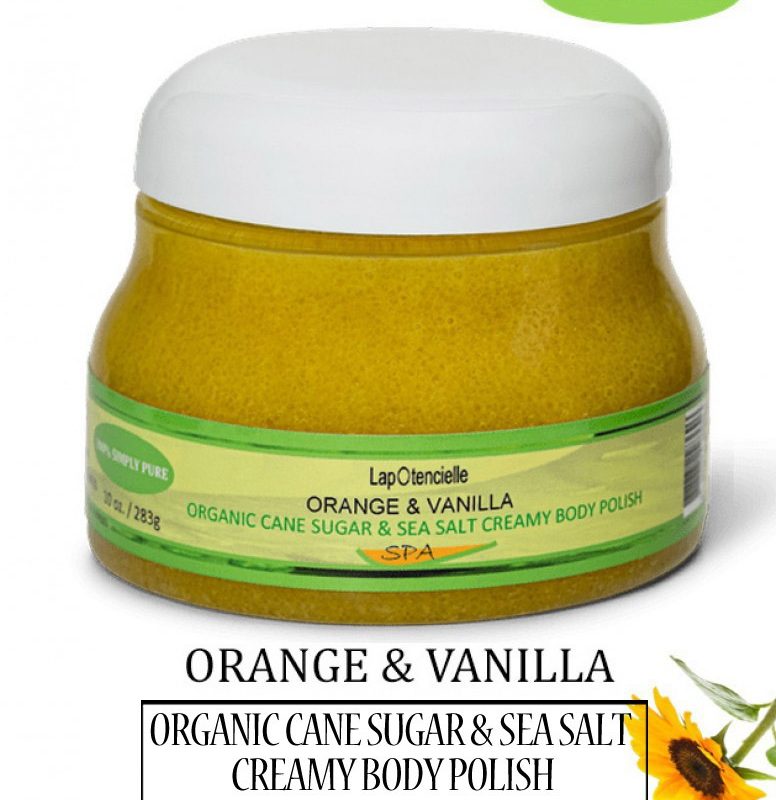 100% SIMPLY PURE
10 oz. / 283g
LapOtencielle
ORANGE & VANILLA
ORGANIC CANE SUGAR & SEA SALT CREAMY BODY POLISH
SPA
ORANGE & VANILLA
ORGANIC CANE SUGAR & SEA SALT
CREAMY BODY POLISH